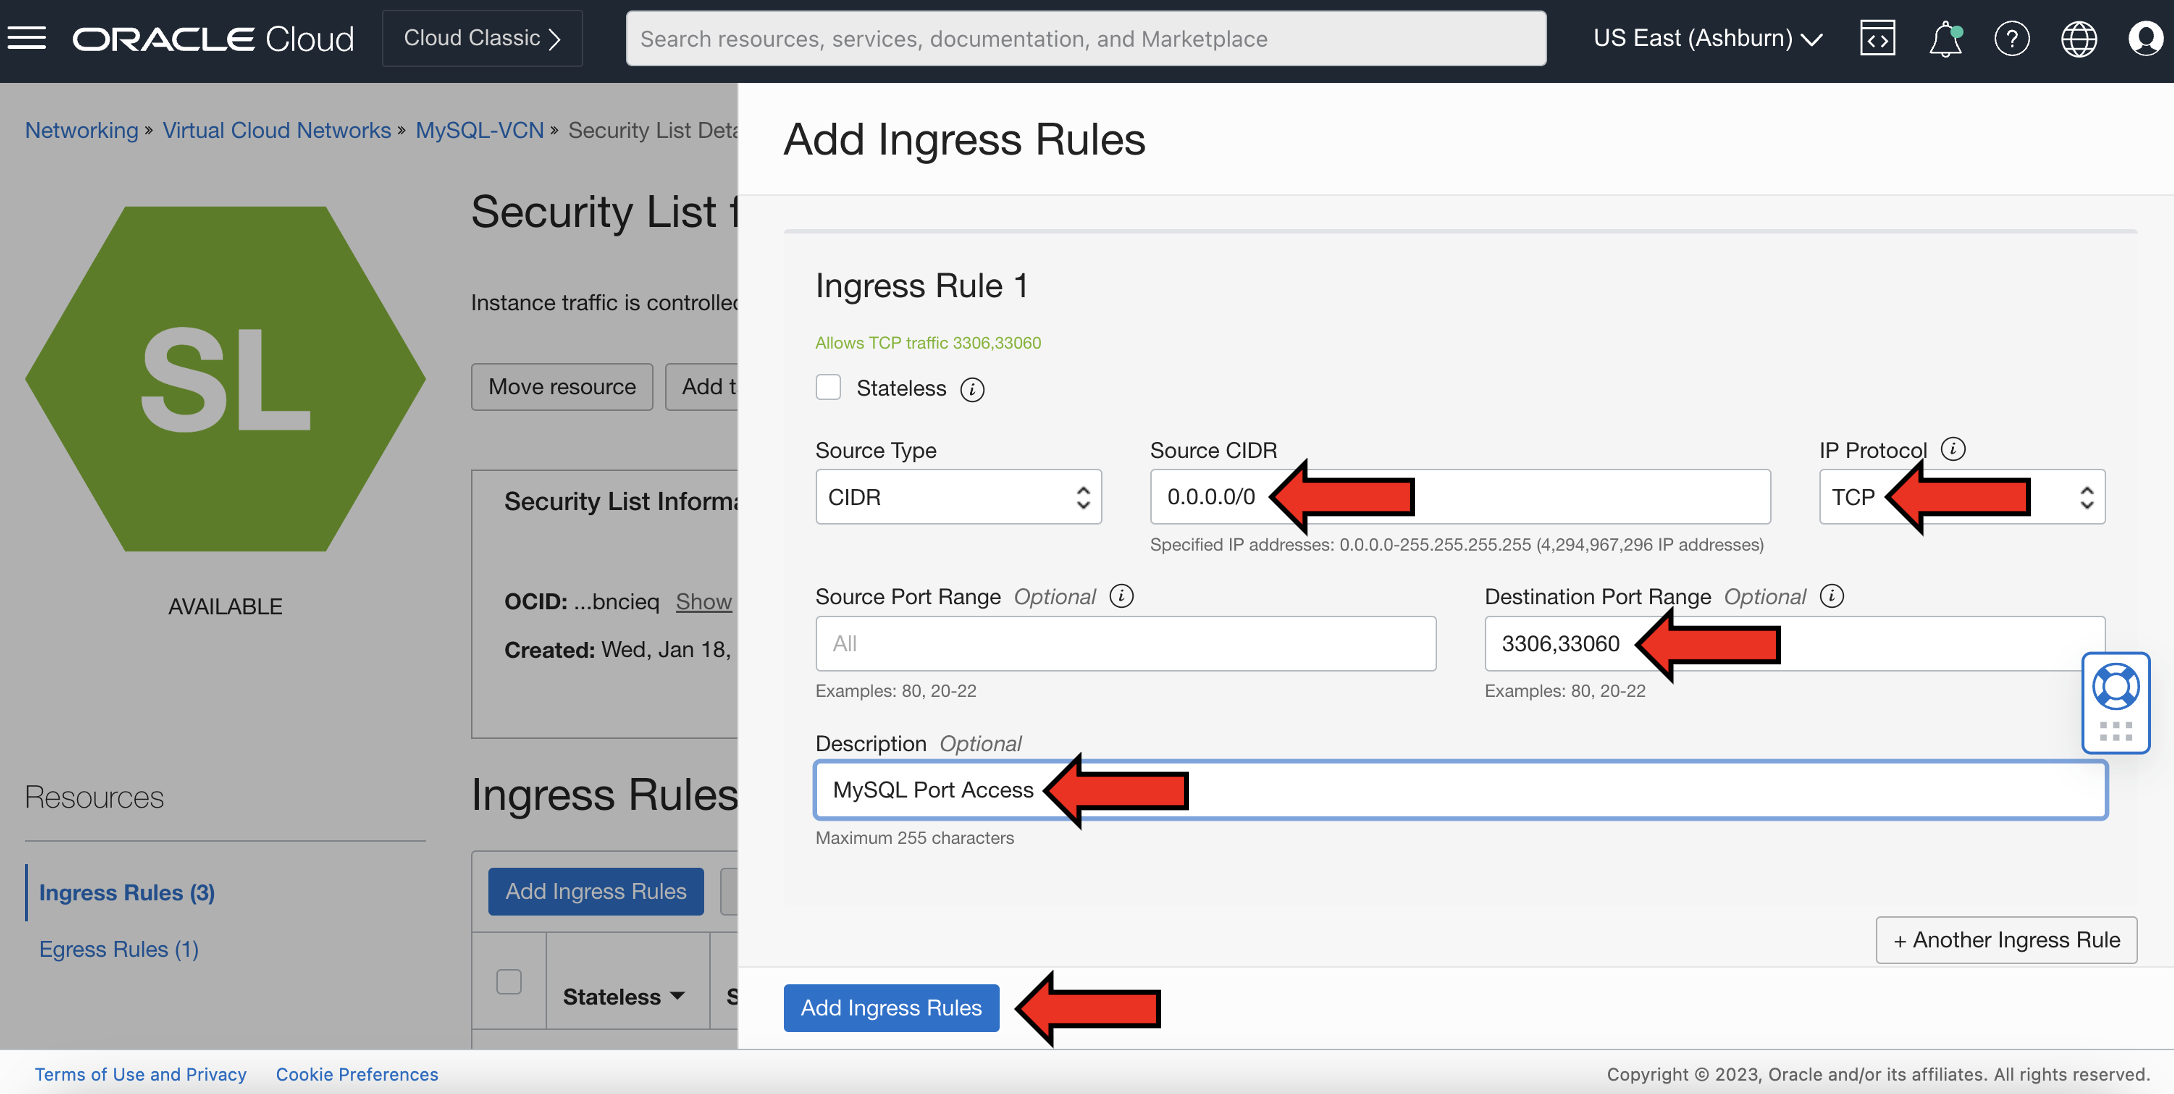 ORACLE Cloud
Cloud Classic
Search resources, services, documentation, and Marketplace
US East (Ashburn)
Networking » Virtual Cloud Networks » MySQL-VCN » Security List
SL
AVAILABLE
Security List
Instance traffic is
Move resource
Add
Security List
OCID: ...bncieq Show
Created: Wed, Jan 18,
Resources
Ingress Rules (3)
Egress Rules (1)
Ingress Rules
Add Ingress Rules
Stateless
Add Ingress Rules
Ingress Rule 1
Allows TCP traffic 3306,33060
Stateless
Source Type
CIDR
Source CIDR
0.0.0.0/0
Specified IP addresses: 0.0.0.0-255.255.255.255 (4,294,967,296 IP addresses)
IP Protocol
TCP
Source Port Range Optional
All
Examples: 80, 20-22
Destination Port Range Optional
3306,33060
Examples: 80, 20-22
Description Optional
MySQL Port Access
Maximum 255 characters
+ Another Ingress Rule
Add Ingress Rules
Terms of Use and Privacy
Cookie Preferences
Copyright © 2023, Oracle and/or its affiliates. All rights reserved.